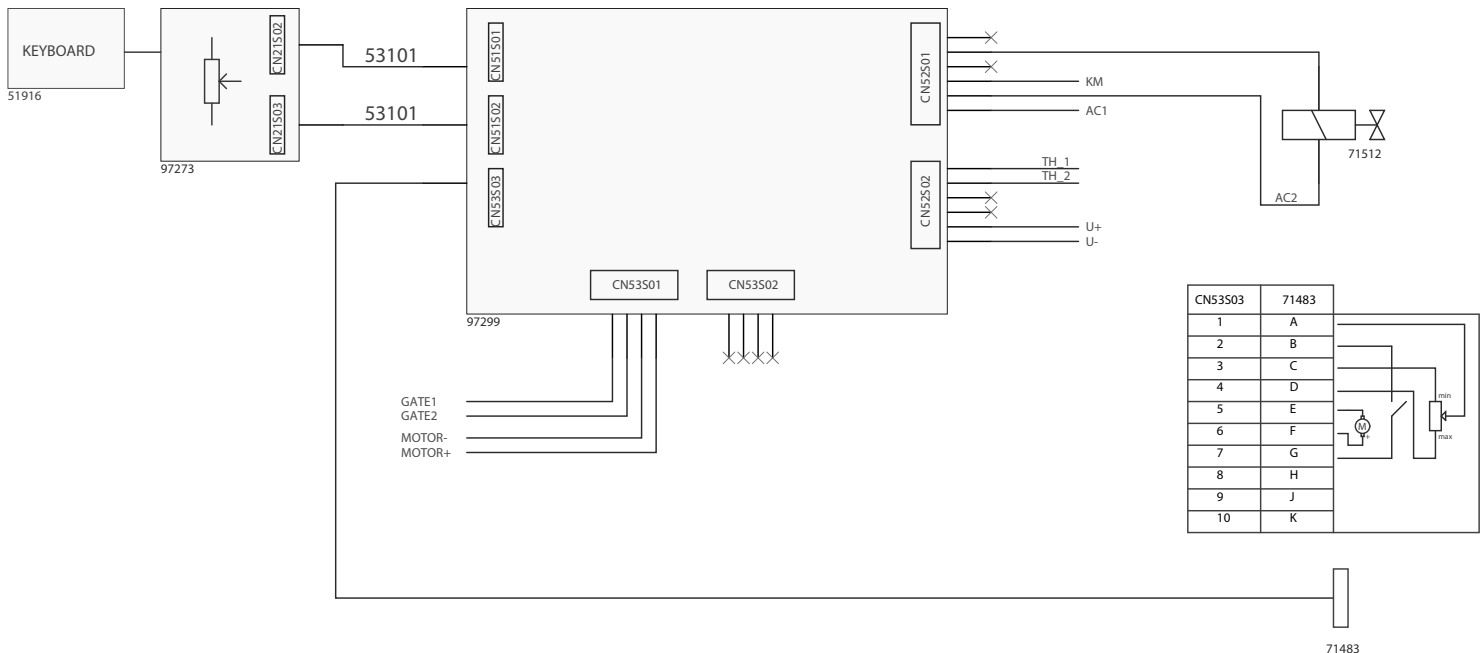 KEYBOARD
51916
CN21S02
CN21S03
97273
53101
53101
CN51S01
CN51S02
CN53S03
CN52S01
CN52S02
CN53S01
CN53S02
97299
KM
AC1
TH_1
TH_2
U+
U-
AC2
71512
GATE1
GATE2
MOTOR-
MOTOR+
CN53S03 71483
1 A
2 B
3 C
4 D
5 E
6 F
7 G
8 H
9 J
10 K
min
M
+
max
71483